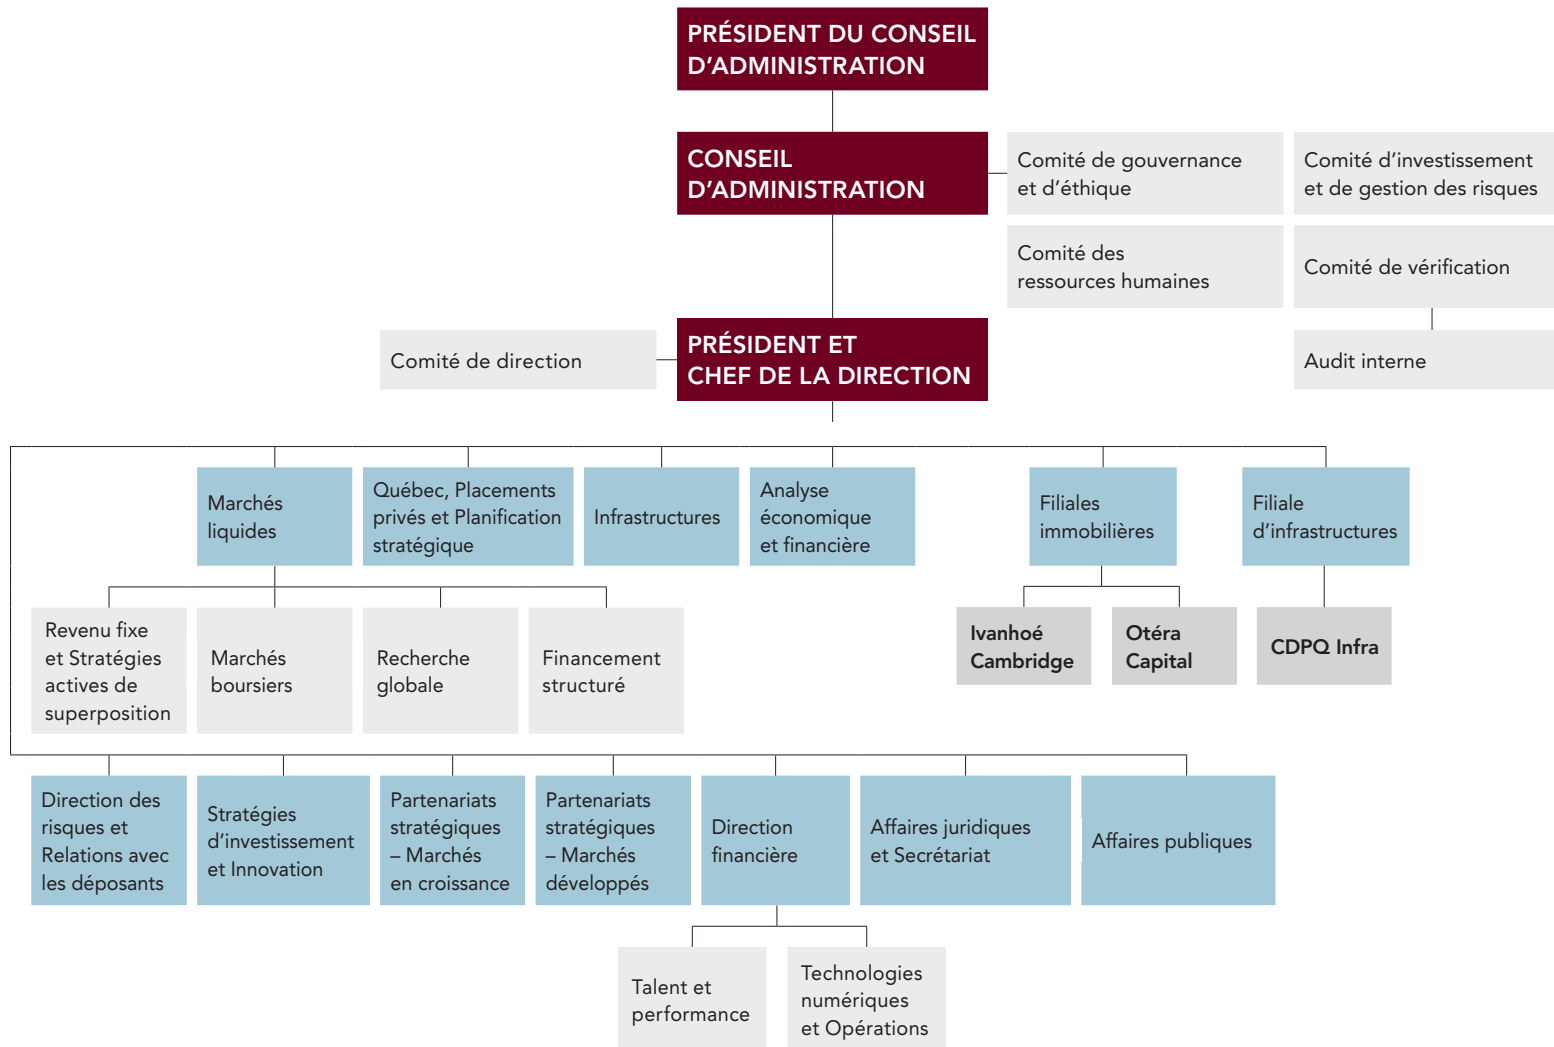 PRÉSIDENT DU CONSEIL
D’ADMINISTRATION
CONSEIL
D’ADMINISTRATION
Comité de gouvernance
et d’éthique
Comité d’investissement
et de gestion des risques
Comité des
ressources humaines
Comité de vérification
Comité de direction
PRÉSIDENT ET
CHEF DE LA DIRECTION
Audit interne
Marchés
liquides
Québec, Placements
privés et Planification
stratégique
Infrastructures
Analyse
économique
et financière
Filiales
immobilières
Filiale
d’infrastructures
Revenu fixe
et Stratégies
actives de
superposition
Marchés
boursiers
Recherche
globale
Financement
structuré
Ivanhoé
Cambridge
Otéra
Capital
CDPQ Infra
Direction des
risques et
Relations avec
les déposants
Stratégies
d’investissement
et Innovation
Partenariats
stratégiques
– Marchés
en croissance
Partenariats
stratégiques
– Marchés
développés
Direction
financière
Affaires juridiques
et Secrétariat
Affaires publiques
Talent et
performance
Technologies
numériques
et Opérations